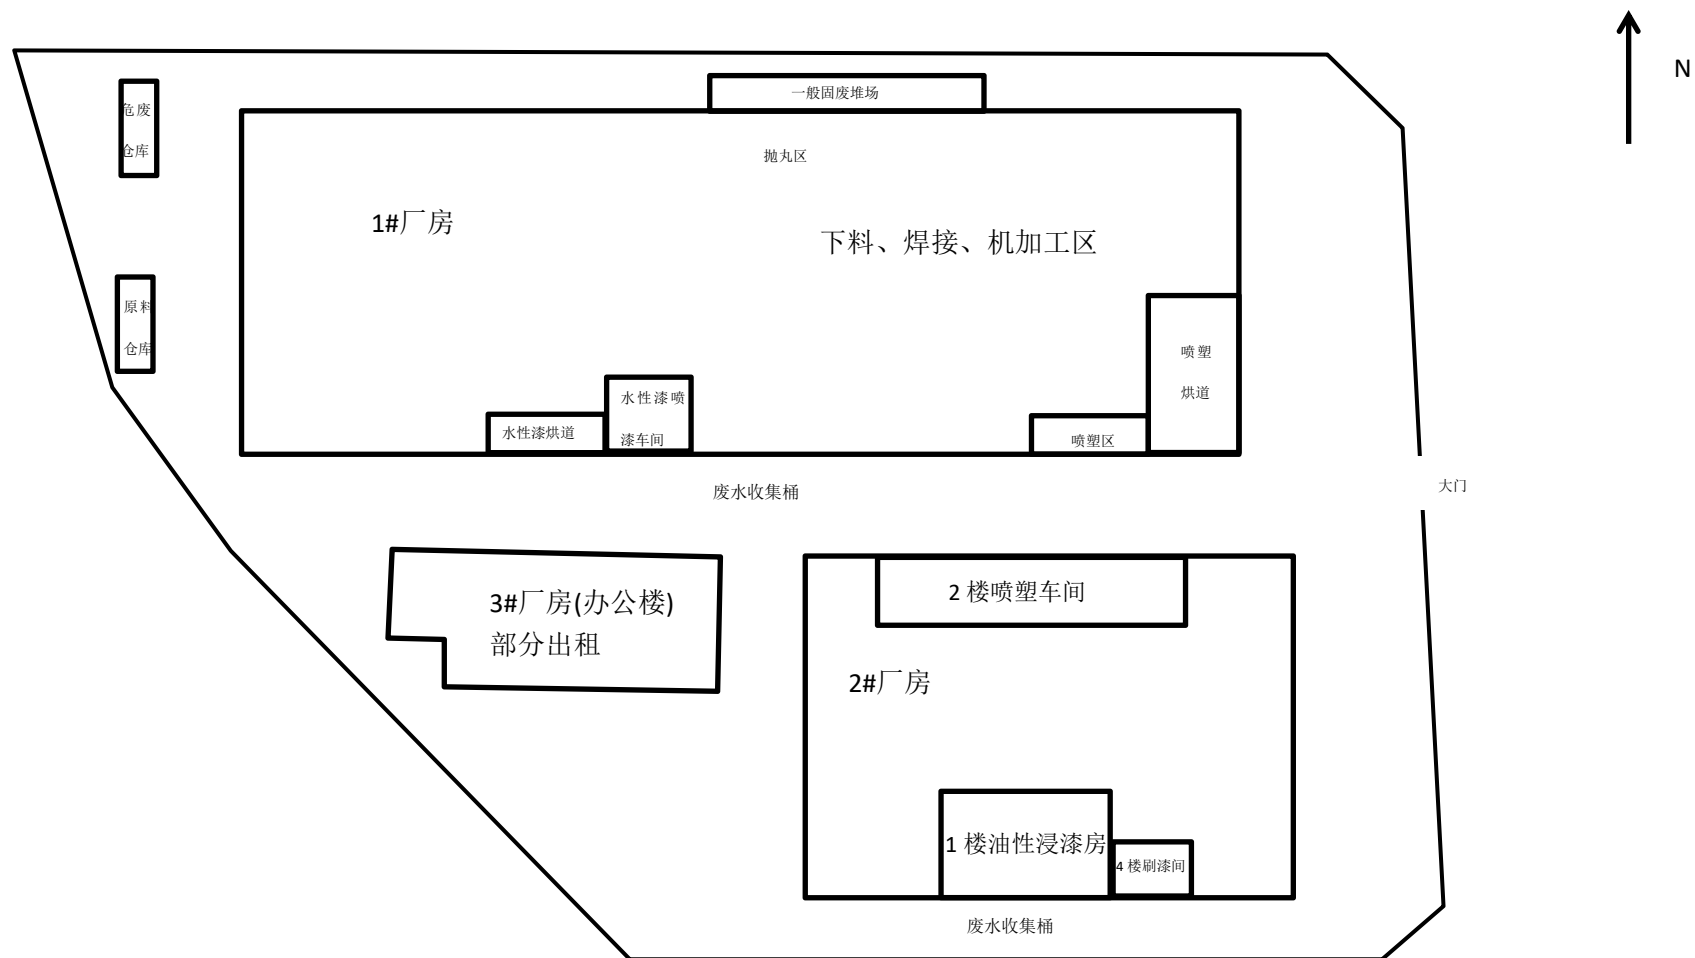 N
一般固废堆场
危废
仓库
抛丸区
1#厂房
下料、焊接、机加工区
原料
仓库
喷塑
烘道
水性漆喷
漆车间
水性漆烘道
喷塑区
废水收集桶
大门
3#厂房(办公楼)
部分出租
2 楼喷塑车间
2#厂房
1 楼油性浸漆房
4 楼刷漆间
废水收集桶